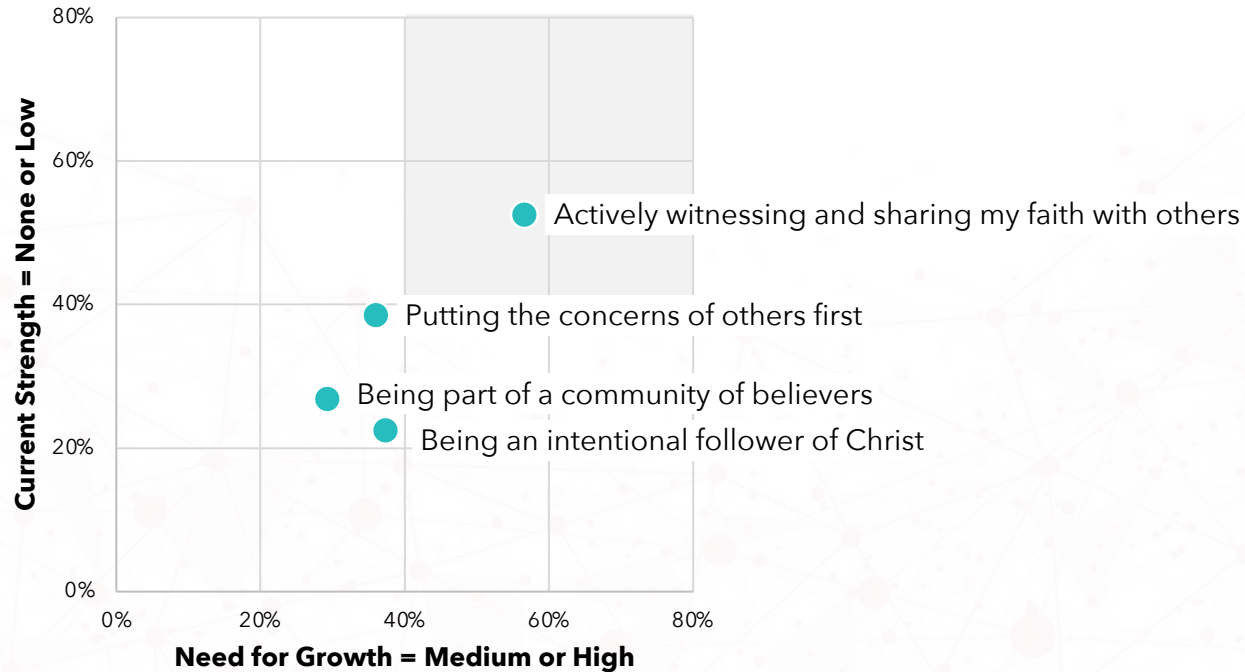 80%
60%
40%
20%
0%
Current Strength = None or Low
Actively witnessing and sharing my faith with others
Putting the concerns of others first
Being part of a community of believers
Being an intentional follower of Christ
0%
20%
40%
60%
80%
Need for Growth = Medium or High